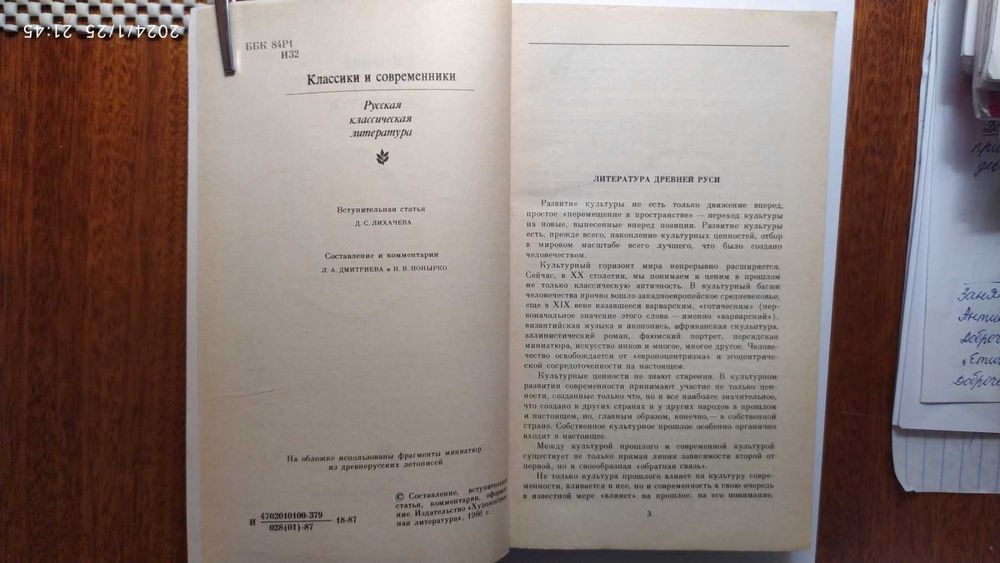 2024/1/25 21:45
ББК 84Р1
И32
Классики и современники
Русская
классическая
литература
Вступительная статья
Д. С. ЛИХАЧЕВА
Составление и комментарии
Л. А. ДМИТРИЕВА и Н. В. ПОНЫРКО
На обложке использованы фрагменты миниатюр
из древнерусских летописей
© Составление, вступительная
статья, комментарии, оформле-
ние. Издательство «Художествен-
ная литература», 1986 г.
И 4702010100-379 18-87
028(01)-87
ЛИТЕРАТУРА ДРЕВНЕЙ РУСИ
Развитие культуры не есть только движение вперед,
простое «перемещение в пространстве» — переход культуры
на новые, вынесенные вперед позиции. Развитие культуры
есть, прежде всего, накопление культурных ценностей, отбор
в мировом масштабе всего лучшего, что было создано
человечеством.
Культурный горизонт мира непрерывно расширяется.
Сейчас, в XX столетии, мы понимаем и ценим в прошлом
не только классическую античность. В культурный багаж
человечества прочно вошло западноевропейское средневековье,
еще в XIX веке казавшееся варварским, «готическим» (пер-
воначальное значение этого слова — именно «варварский»),
византийская музыка и иконопись, африканская скульптура,
эллинистический роман, фаюмский портрет, персидская
миниатюра, искусство инков и многое, многое другое. Челове-
чество освобождается от «европоцентризма» и эгоцентрической
сосредоточенности на настоящем.
Культурные ценности не знают старения. В культурном
развитии современности принимают участие не только цен-
ности, созданные только что, но и все наиболее значительное,
что создано в других странах и у других народов в прошлом
и настоящем, но, главным образом, конечно,— в собственной
стране. Собственное культурное прошлое особенно органично
входит в настоящее.
Между культурой прошлого и современной культурой
существует не только прямая линия зависимости второй от
первой, но и своеобразная «обратная связь».
Не только культура прошлого влияет на культуру совре-
менности, вливается в нее, но и современность в свою очередь
в известной мере «влияет» на прошлое: на его понимание.
3